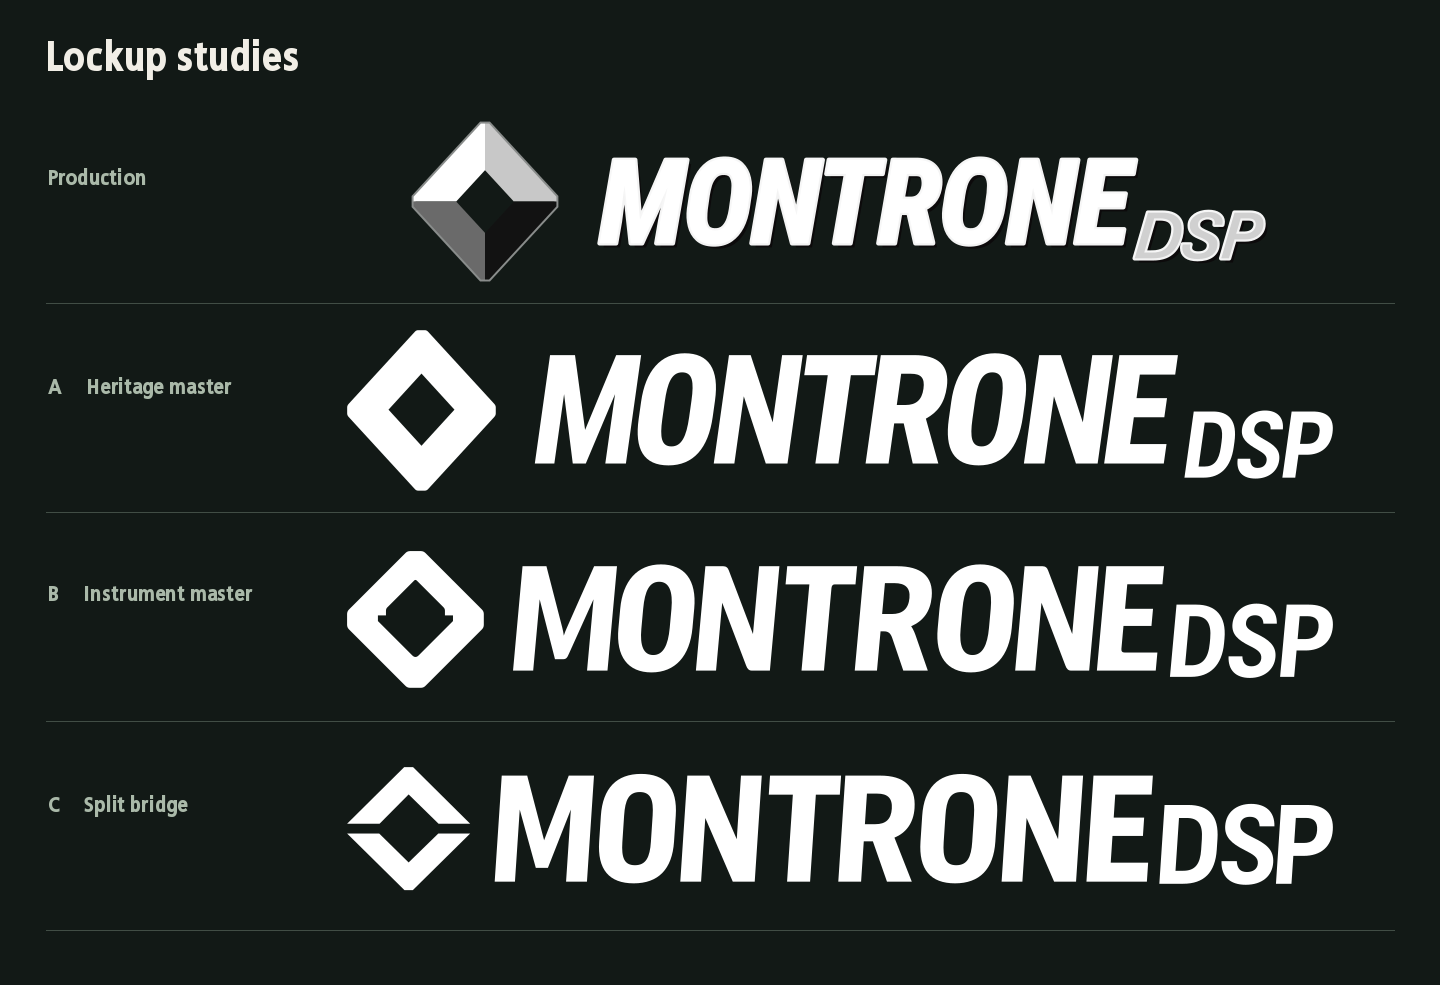 Lockup studies
Production
MONTRONE DSP
A Heritage master
MONTRONE DSP
B Instrument master
MONTRONE DSP
C Split bridge
MONTRONE DSP